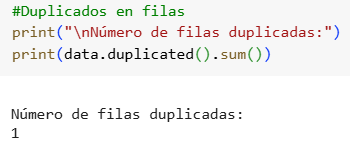 #Duplicados en filas
print("\nNúmero de filas duplicadas:")
print(data.duplicated().sum())
Número de filas duplicadas:
1